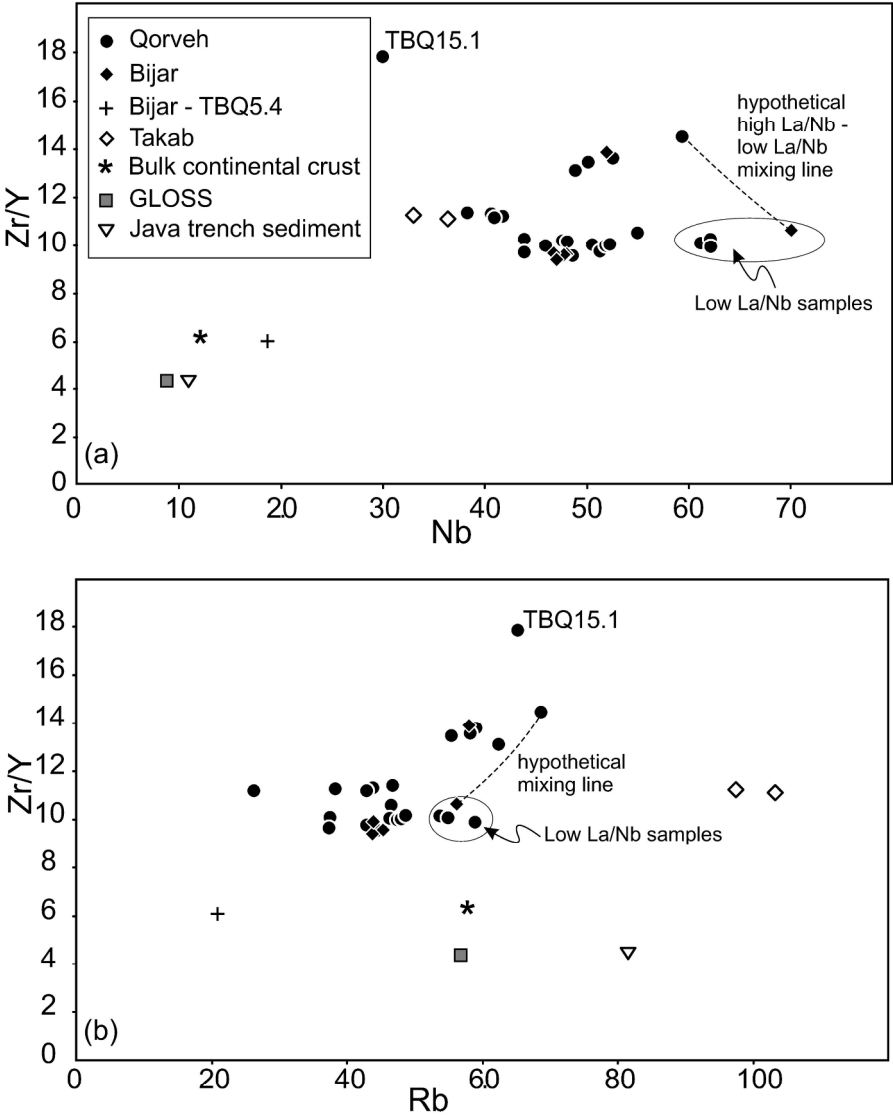 18
16
14
12
10
8
6
4
2
0
Zr/Y
Qorveh
Bijar
Bijar - TBQ5.4
Takab
Bulk continental crust
GLOSS
Java trench sediment
TBQ15.1
hypothetical
high La/Nb -
low La/Nb
mixing line
Low La/Nb samples
(a)
0
10
20
30
40
50
60
70
Nb
18
16
14
12
10
8
6
4
2
0
Zr/Y
TBQ15.1
hypothetical
mixing line
Low La/Nb samples
(b)
0
20
40
60
80
100
Rb